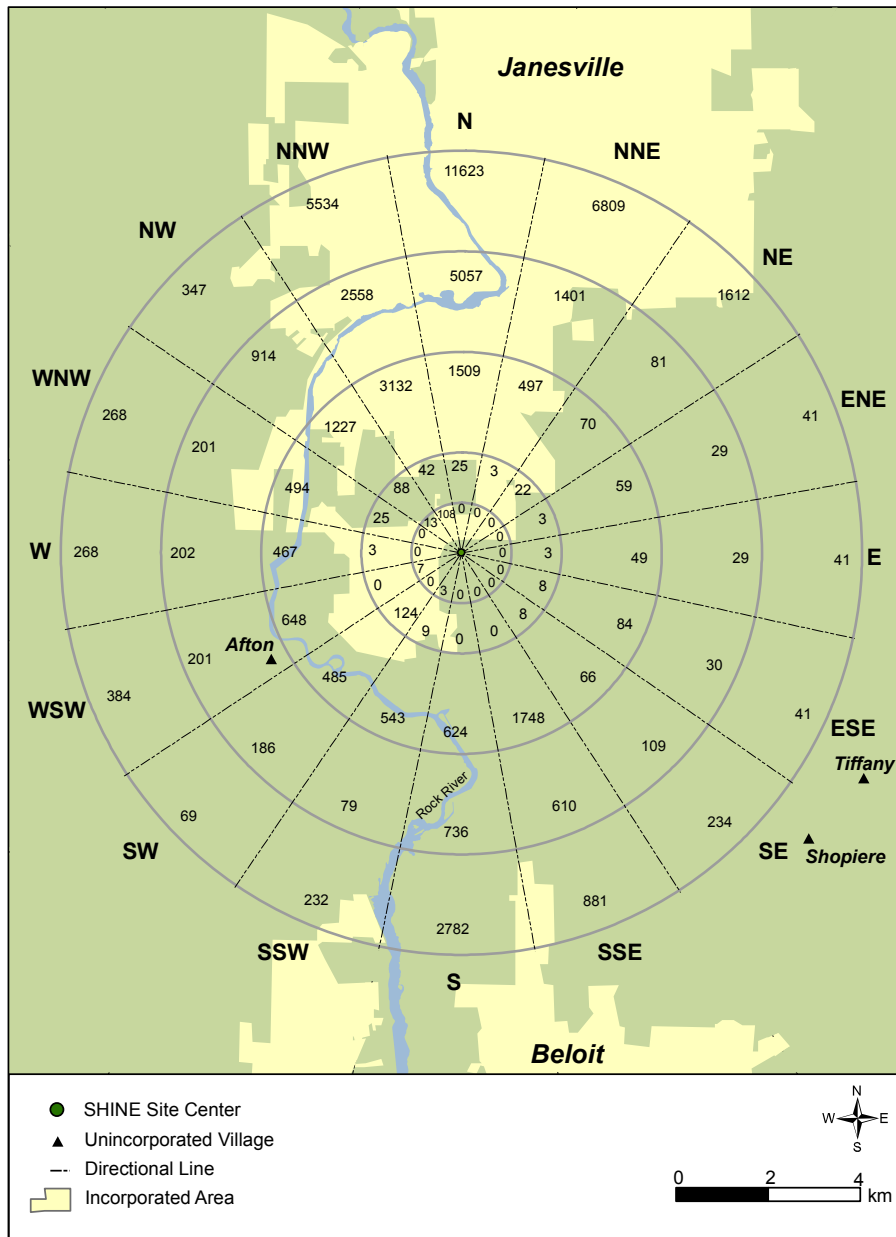 Janesville
N
NNW
NNE
11623
5534
6809
NW
NE
347
5057
2558
1401
1612
914
81
WNW
1509
ENE
3132
497
268
1227
70
41
201
29
42
25
3
494
88
22
59
25
108
0
0
3
13
0
0
0
W
268
202
467
3
0
0
3
49
29
41
E
7
0
0
0
0
8
3
0
0
0
648
124
8
84
Afton
9
0
0
201
30
485
66
384
41
WSW
543
1748
ESE
624
186
109
Tiffany
Rock River
69
79
610
234
736
SW
SE
Shopiere
232
881
2782
SSW
SSE
S
Beloit
SHINE Site Center
Unincorporated Village
Directional Line
Incorporated Area
N
W
E
S
0 2 4
km